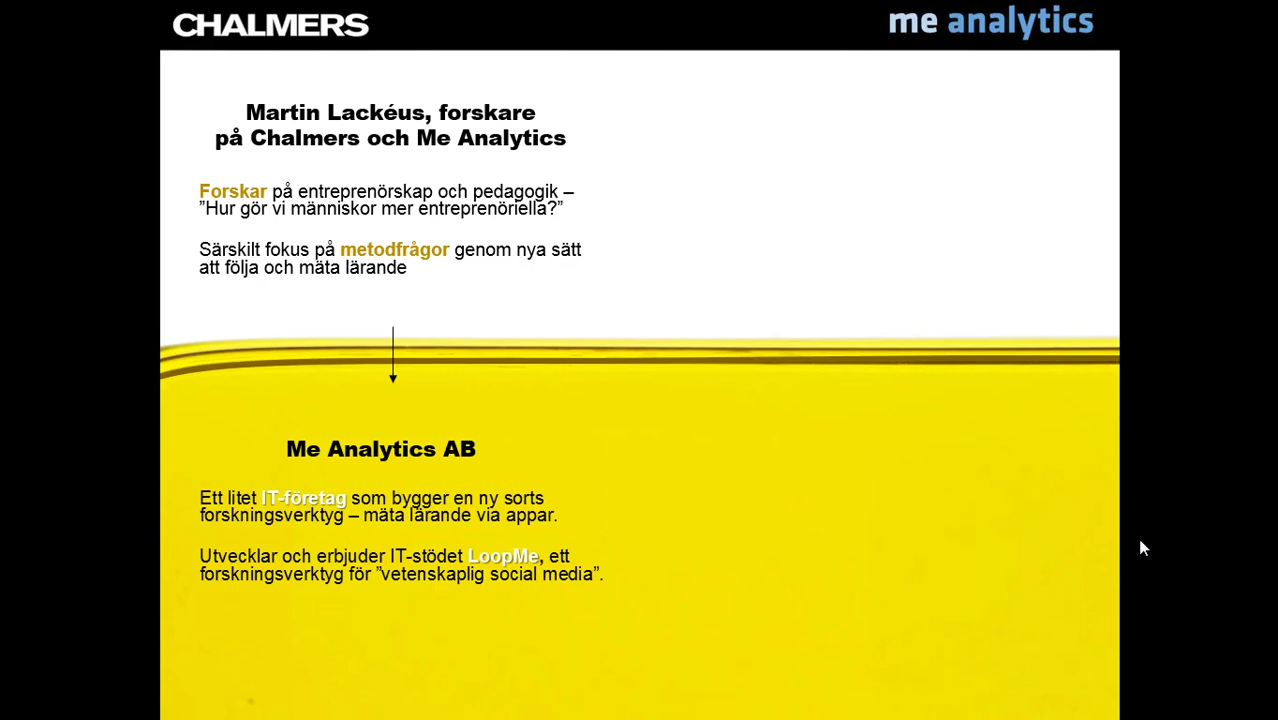 CHALMERS
me analytics
Martin Lackéus, forskare
på Chalmers och Me Analytics
Forskar på entreprenörskap och pedagogik –
”Hur gör vi människor mer entreprenöriella?”
Särskilt fokus på metodfrågor genom nya sätt
att följa och mäta lärande
Me Analytics AB
Ett litet IT-företag som bygger en ny sorts
forskningsverktyg – mäta lärande via appar.
Utvecklar och erbjuder IT-stödet LoopMe, ett
forskningsverktyg för ”vetenskaplig social media”.